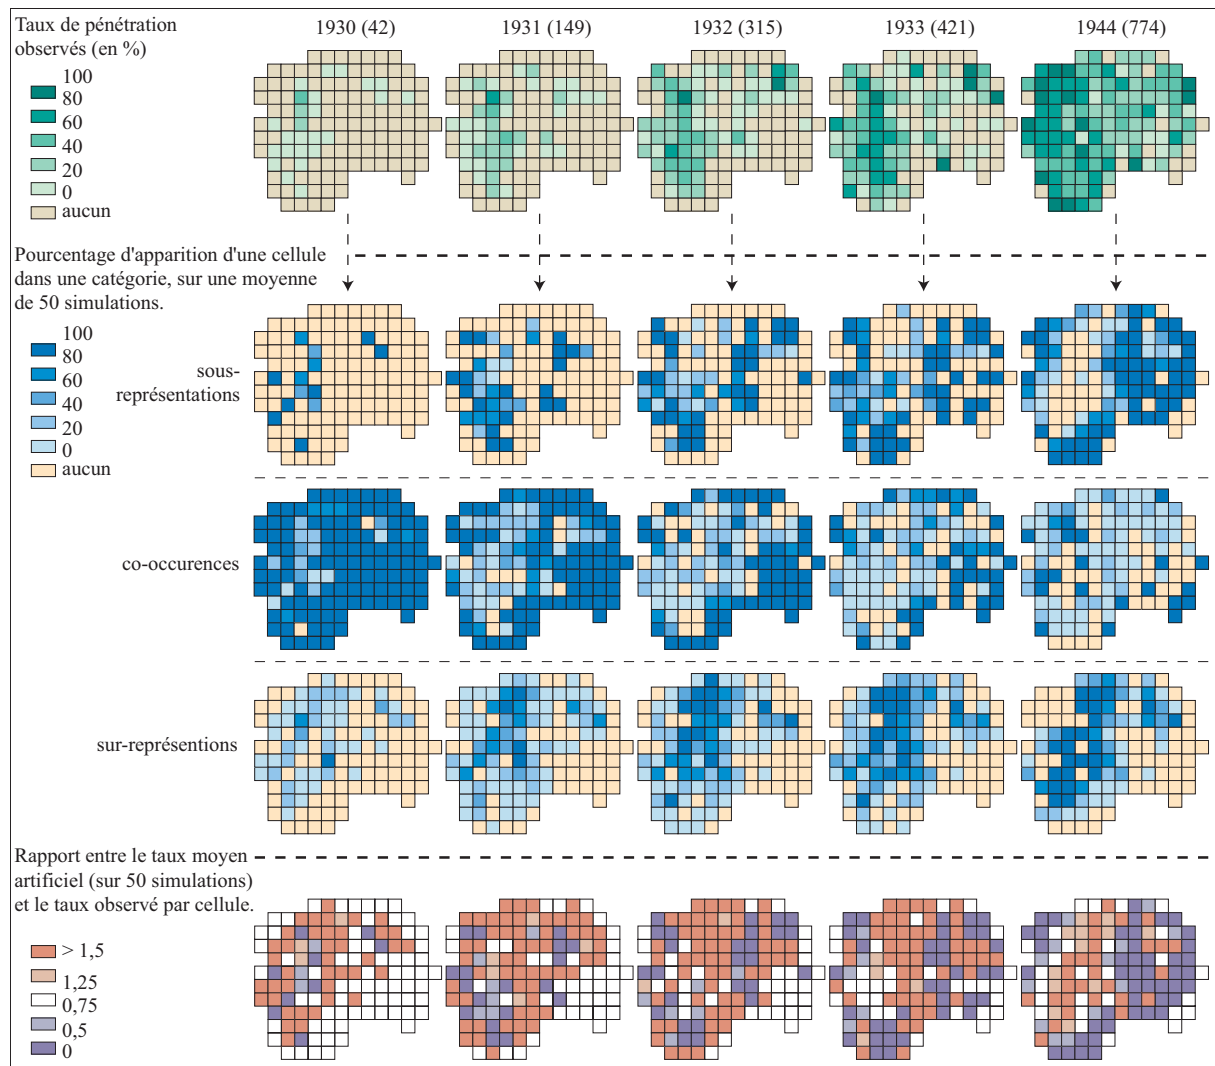 Taux de pénétration
observés (en %)
1930 (42)
1931 (149)
1932 (315)
1933 (421)
1944 (774)
100
80
60
40
20
0
aucun
Pourcentage d'apparition d'une cellule
dans une catégorie, sur une moyenne
de 50 simulations.
100
80
60
40
20
0
aucun
sous-
représentations
co-occurences
sur-représentions
Rapport entre le taux moyen
artificiel (sur 50 simulations)
et le taux observé par cellule.
> 1,5
1,25
0,75
0,5
0